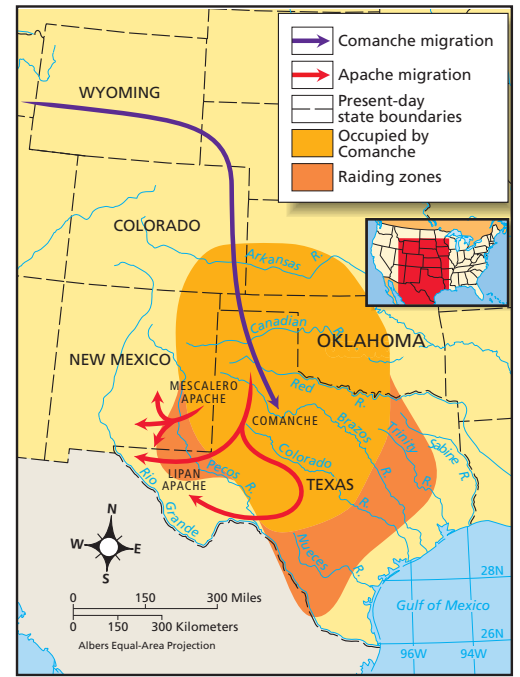 Comanche migration
Apache migration
Present-day
state boundaries
Occupied by
Comanche
Raiding zones
WYOMING
COLORADO
Arkansas R.
Canadian R.
OKLAHOMA
NEW MEXICO
MESCALERO
APACHE
Red R.
COMANCHE
Brazos R.
Trinity R.
Sabine R.
Colorado R.
Pecos R.
LIPAN
APACHE
TEXAS
Rio Grande
Nueces R.
N
W E
S
28N
Gulf of Mexico
26N
96W 94W
0 150 300 Miles
0 150 300 Kilometers
Albers Equal-Area Projection